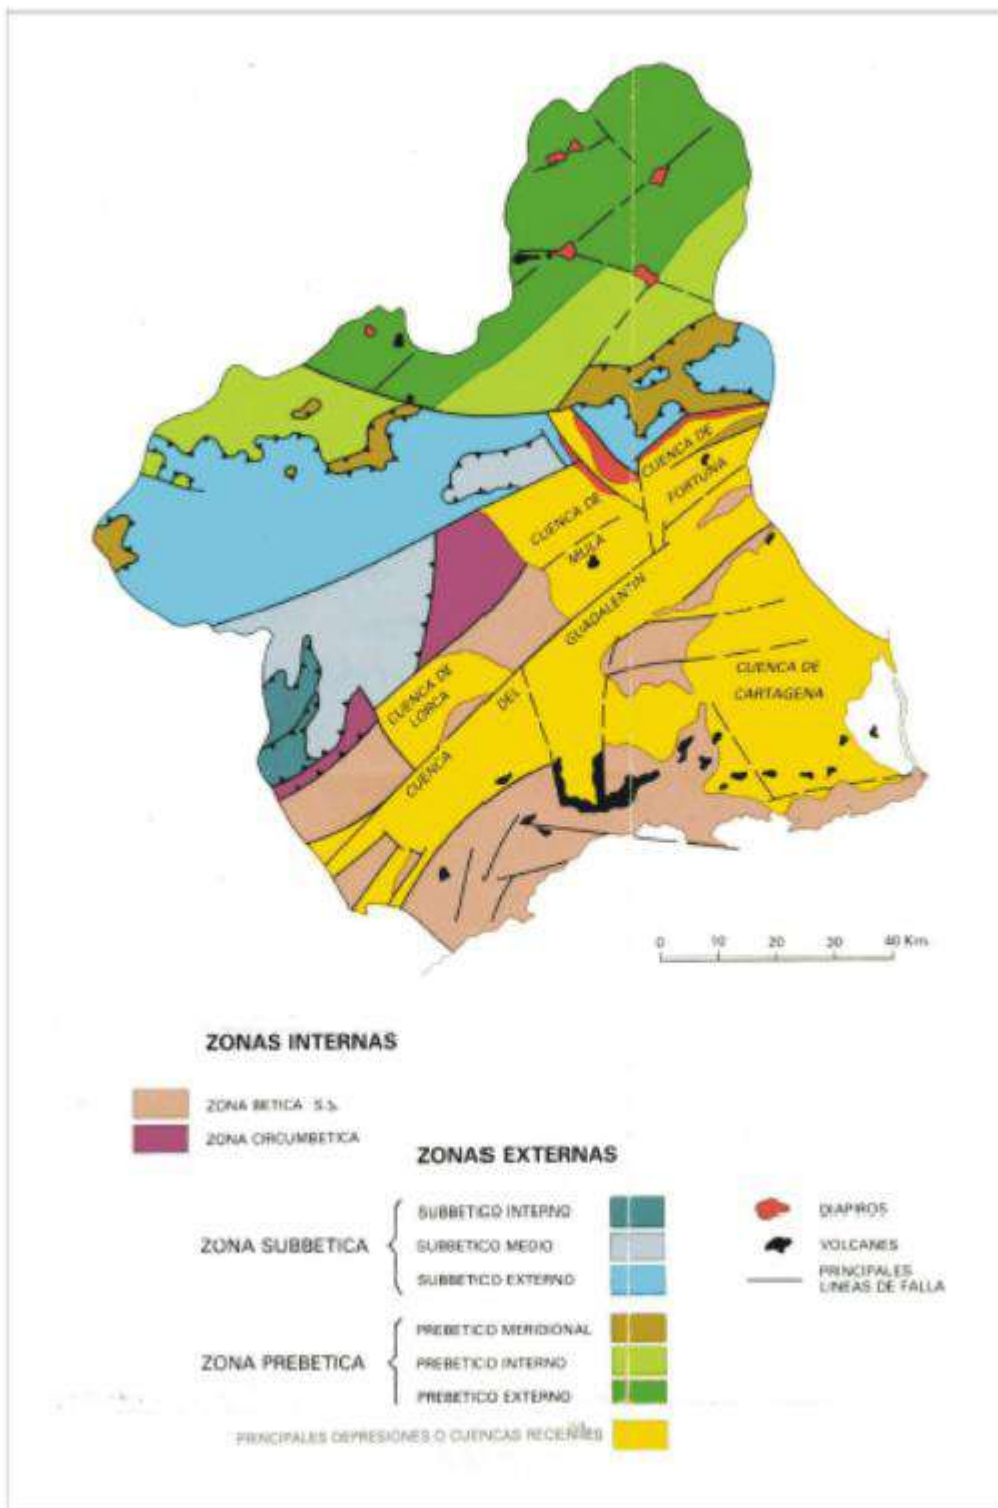 CUENCA DE
FORTUNA
CUENCA DE
MULA
GUADALENTIN
DEL
CUENCA
CUENCA DE
LORCA
CUENCA DE
CARTAGENA
0 10 20 30 40 Km.
ZONAS INTERNAS
ZONA BETICA S.s.
ZONA CIRCUMBETICA
ZONAS EXTERNAS
ZONA SUBBETICA
SUBBETICO INTERNO
SUBBETICO MEDIO
SUBBETICO EXTERNO
ZONA PREBETICA
PREBETICO MERIDIONAL
PREBETICO INTERNO
PREBETICO EXTERNO
PRINCIPALES DEPRESIONES O CUENCAS RECIENTES
DIAPIROS
VOLCANES
PRINCIPALES
LINEAS DE FALLA